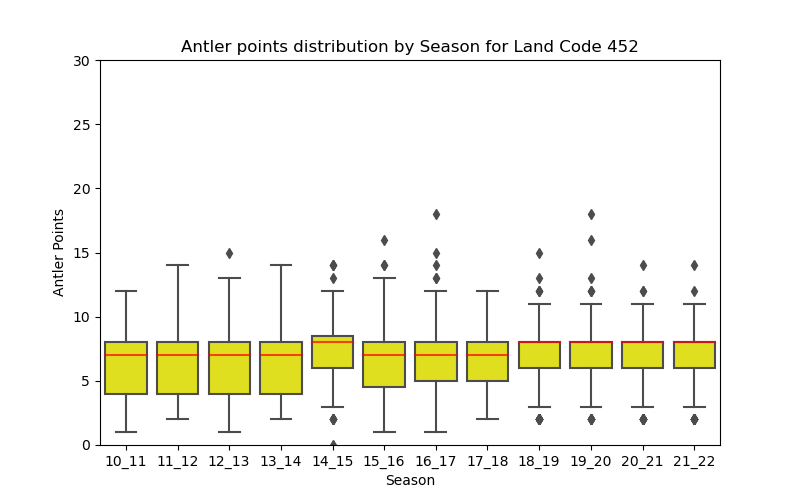 Antler points distribution by Season for Land Code 452
30
25
20
15
10
5
0
Antler Points
10_11 11_12 12_13 13_14 14_15 15_16 16_17 17_18 18_19 19_20 20_21 21_22
Season